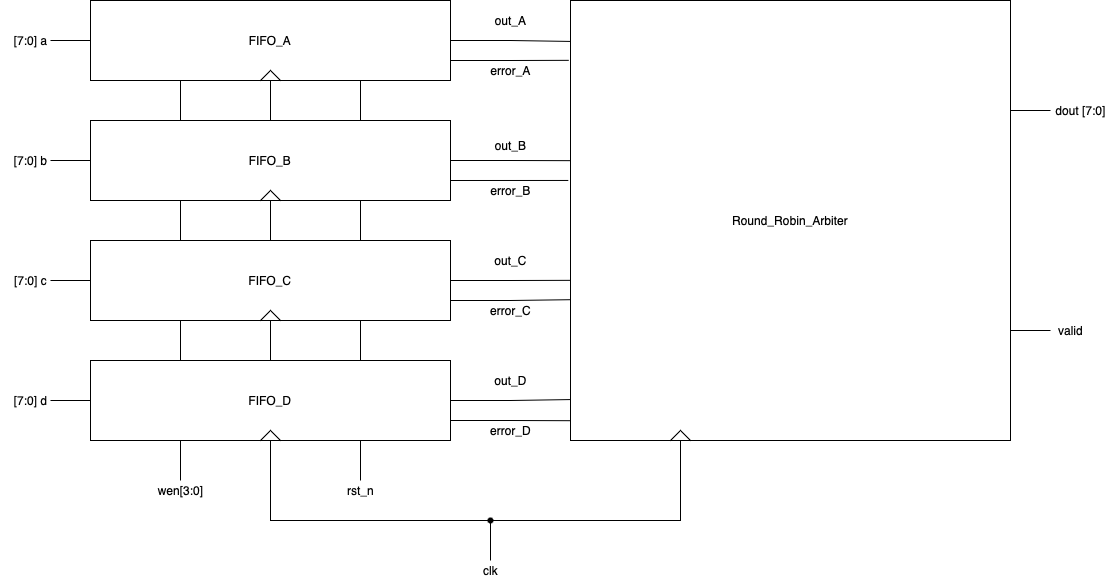 out_A
[7:0] a
FIFO_A
error_A
dout [7:0]
out_B
[7:0] b
FIFO_B
error_B
Round_Robin_Arbiter
out_C
[7:0] c
FIFO_C
error_C
valid
out_D
[7:0] d
FIFO_D
error_D
wen[3:0]
rst_n
clk